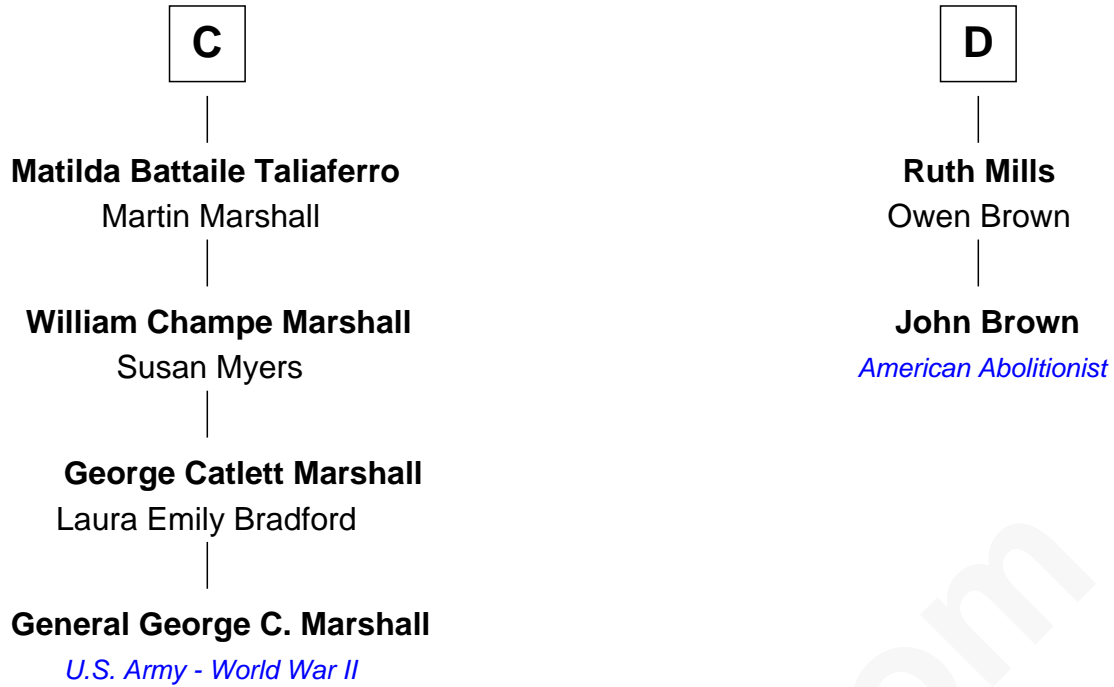 C
Matilda Battaile Taliaferro
Martin Marshall
William Champe Marshall
Susan Myers
George Catlett Marshall
Laura Emily Bradford
General George C. Marshall
U.S. Army - World War II
D
Ruth Mills
Owen Brown
John Brown
American Abolitionist